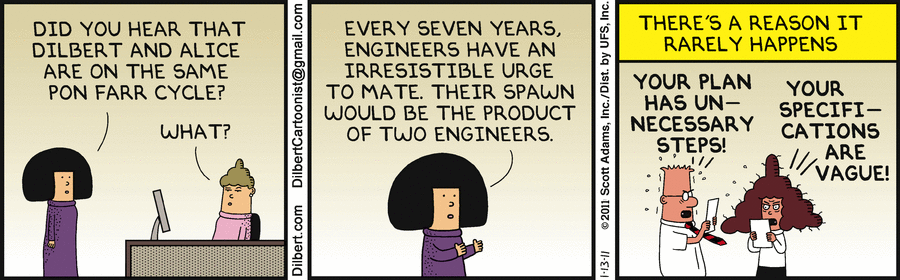 DID YOU HEAR THAT
DILBERT AND ALICE
ARE ON THE SAME
PON FARR CYCLE?
WHAT?
Dilbert.com DilbertCartoonist@gmail.com
EVERY SEVEN YEARS,
ENGINEERS HAVE AN
IRRESISTIBLE URGE
TO MATE. THEIR SPAWN
WOULD BE THE PRODUCT
OF TWO ENGINEERS.
1-13-11 ©2011 Scott Adams, Inc./Dist. by UFS, Inc.
THERE'S A REASON IT
RARELY HAPPENS
YOUR PLAN
HAS UN-
NECESSARY
STEPS!
YOUR
SPECIFI-
CATIONS
ARE
VAGUE!